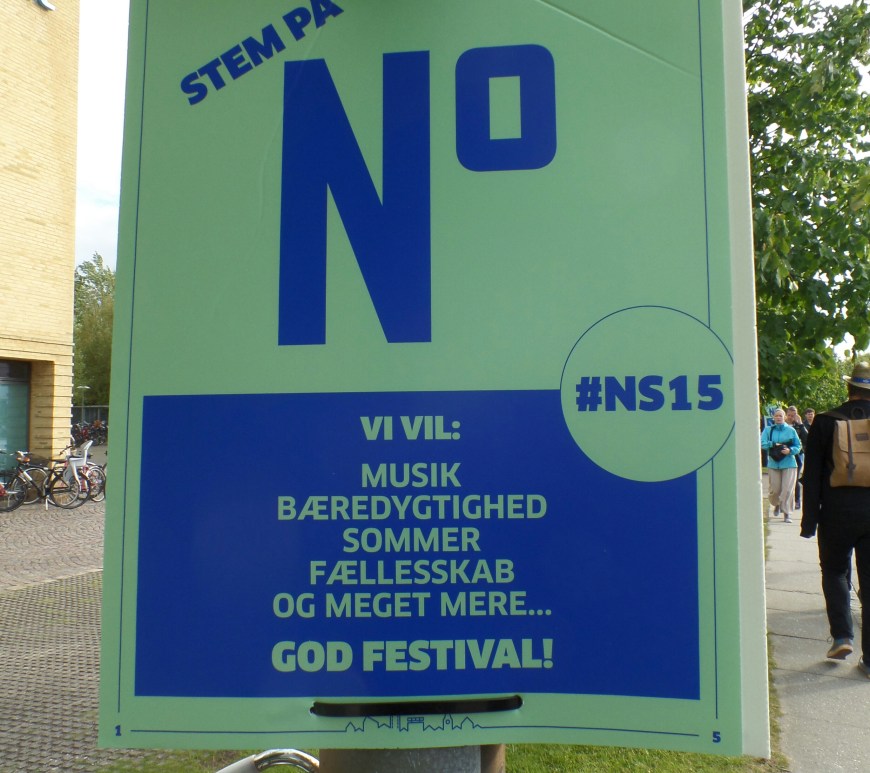 STEM PÅ
Nº
#NS15
VI VIL:
MUSIK
BÆREDYGTIGHED
SOMMER
FÆLLESSKAB
OG MEGET MERE...
GOD FESTIVAL!
1 5